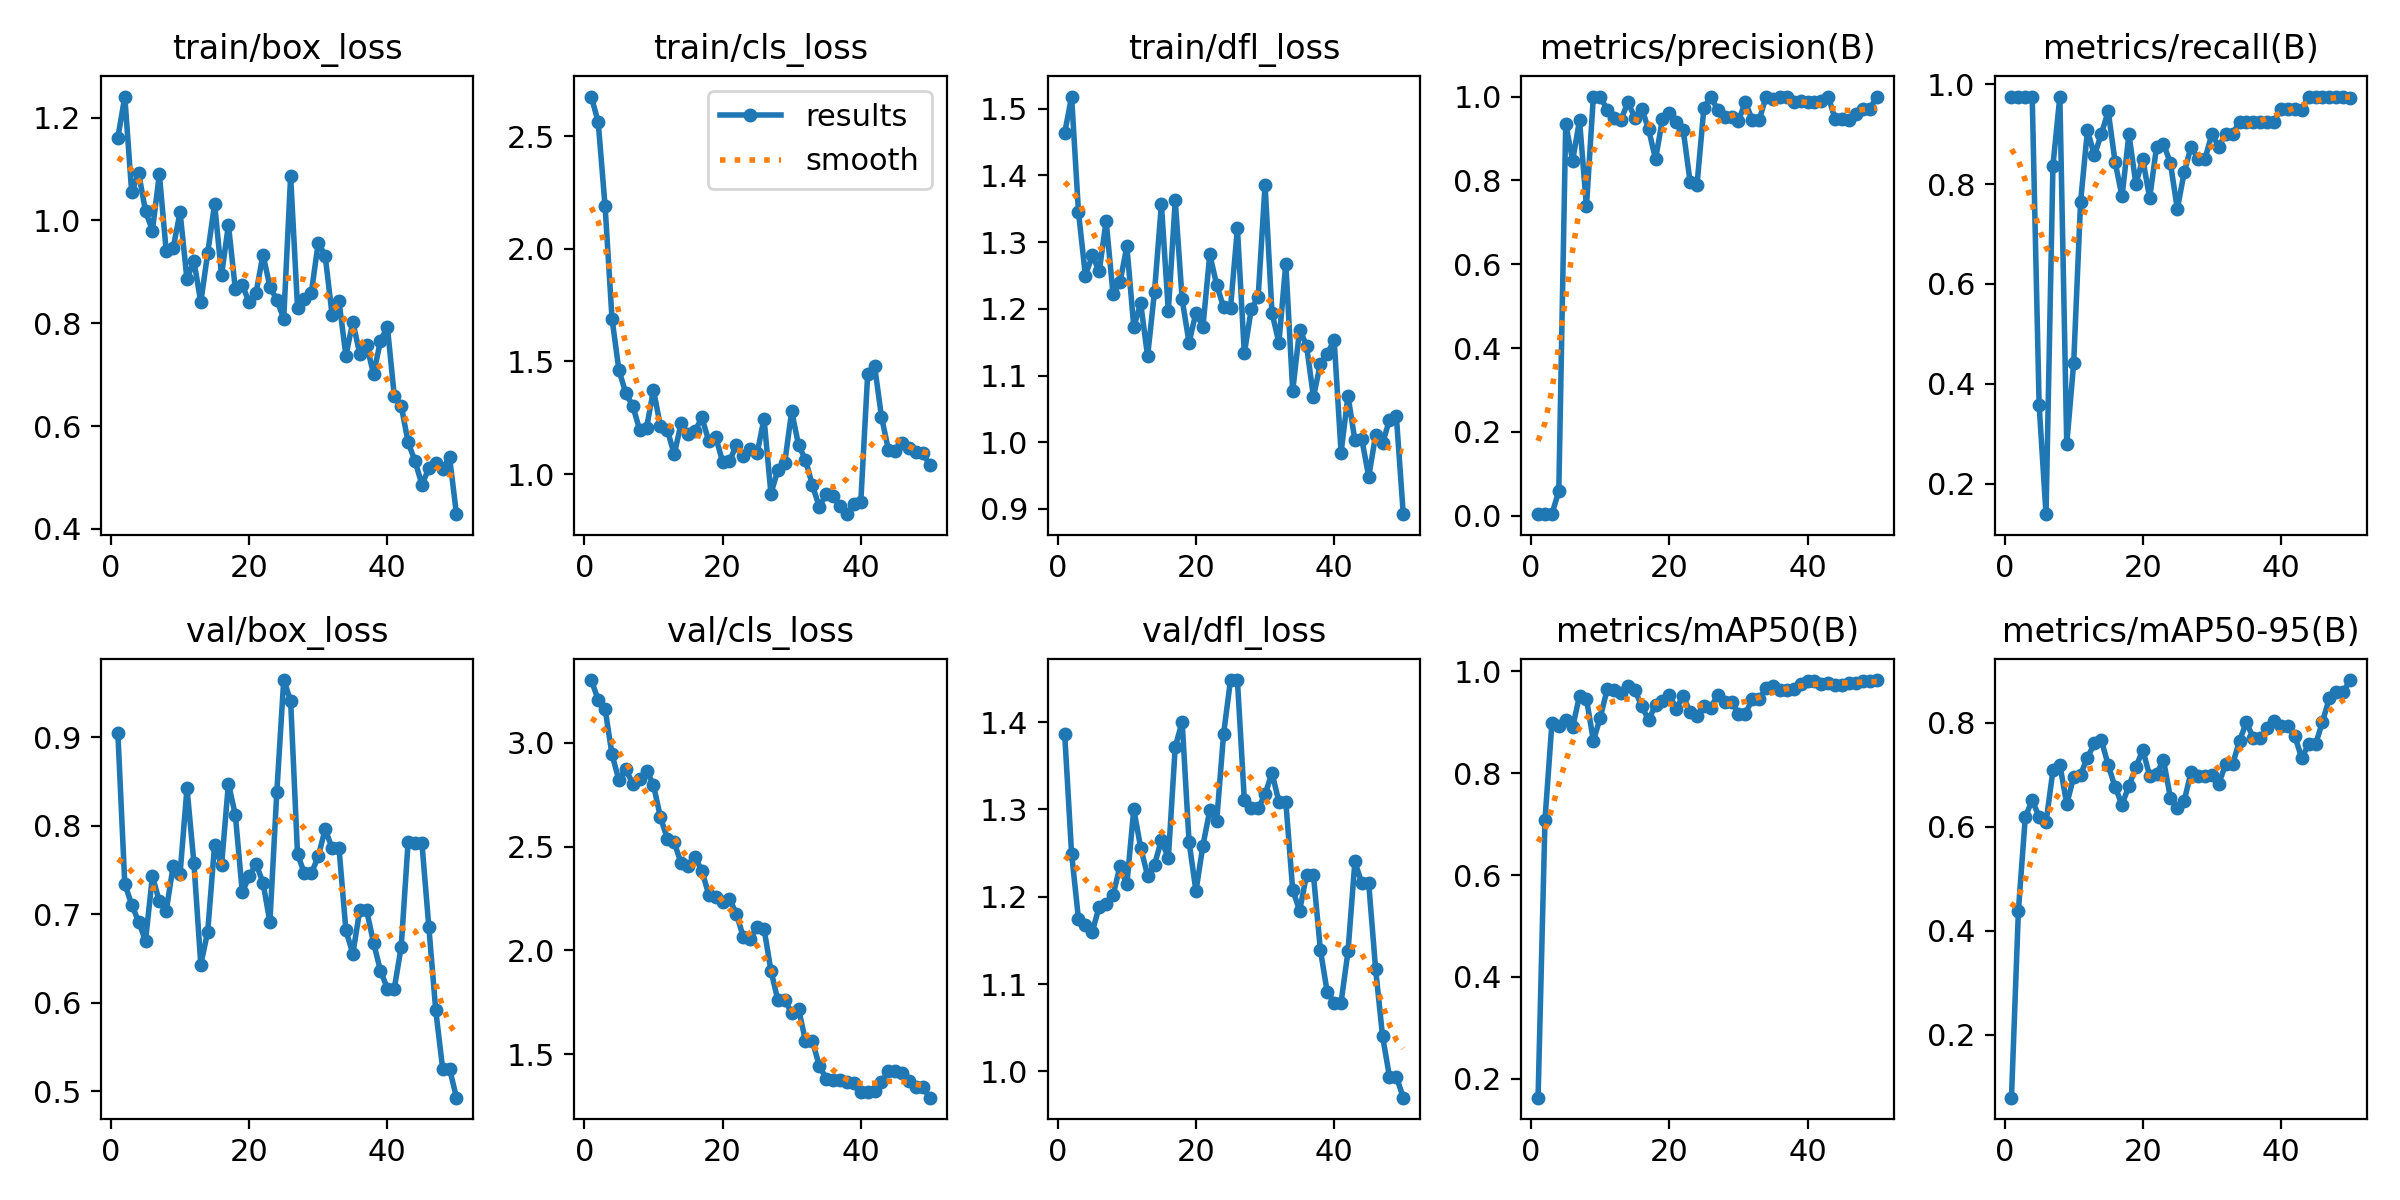 train/box_loss
train/cls_loss
train/dfl_loss
metrics/precision(B)
metrics/recall(B)
1.2
1.0
0.8
0.6
0.4
0 20 40
2.5
2.0
1.5
1.0
0 20 40
results
smooth
1.5
1.4
1.3
1.2
1.1
1.0
0.9
0 20 40
1.0
0.8
0.6
0.4
0.2
0.0
0 20 40
1.0
0.8
0.6
0.4
0.2
0 20 40
val/box_loss
val/cls_loss
val/dfl_loss
metrics/mAP50(B)
metrics/mAP50-95(B)
0.9
0.8
0.7
0.6
0.5
0 20 40
3.0
2.5
2.0
1.5
0 20 40
1.4
1.3
1.2
1.1
1.0
0 20 40
1.0
0.8
0.6
0.4
0.2
0 20 40
0.8
0.6
0.4
0.2
0 20 40